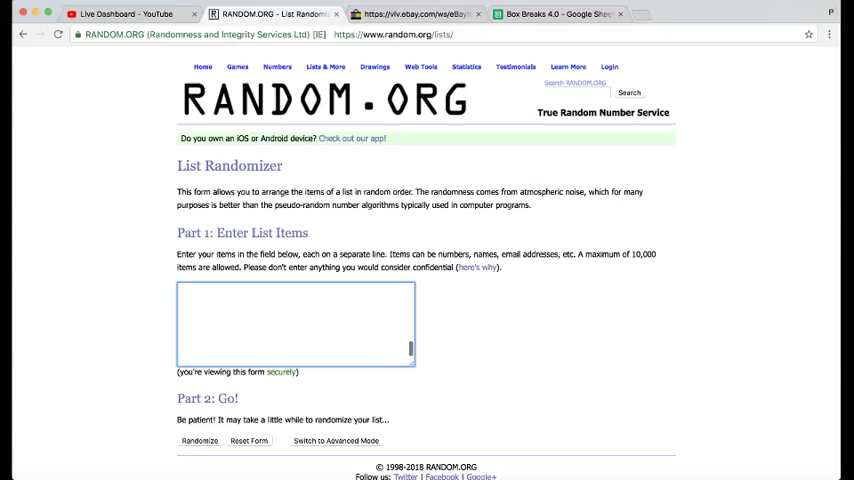 Live Dashboard - YouTube
RANDOM.ORG - List Randomiz
https://viv.ebay.com/ws/eBay
Box Breaks 4.0 - Google Shee
P
RANDOM.ORG (Randomness and Integrity Services Ltd) [IE] https://www.random.org/lists/
Home Games Numbers Lists & More Drawings Web Tools Statistics Testimonials Learn More Login
Search RANDOM.ORG
Search
RANDOM.ORG
True Random Number Service
Do you own an iOS or Android device? Check out our app!
List Randomizer
This form allows you to arrange the items of a list in random order. The randomness comes from atmospheric noise, which for many
purposes is better than the pseudo-random number algorithms typically used in computer programs.
Part 1: Enter List Items
Enter your items in the field below, each on a separate line. Items can be numbers, names, email addresses, etc. A maximum of 10,000
items are allowed. Please don't enter anything you would consider confidential (here's why).
(you're viewing this form securely)
Part 2: Go!
Be patient! It may take a little while to randomize your list...
Randomize Reset Form Switch to Advanced Mode
© 1998-2018 RANDOM.ORG
Follow us: Twitter | Facebook | Google+